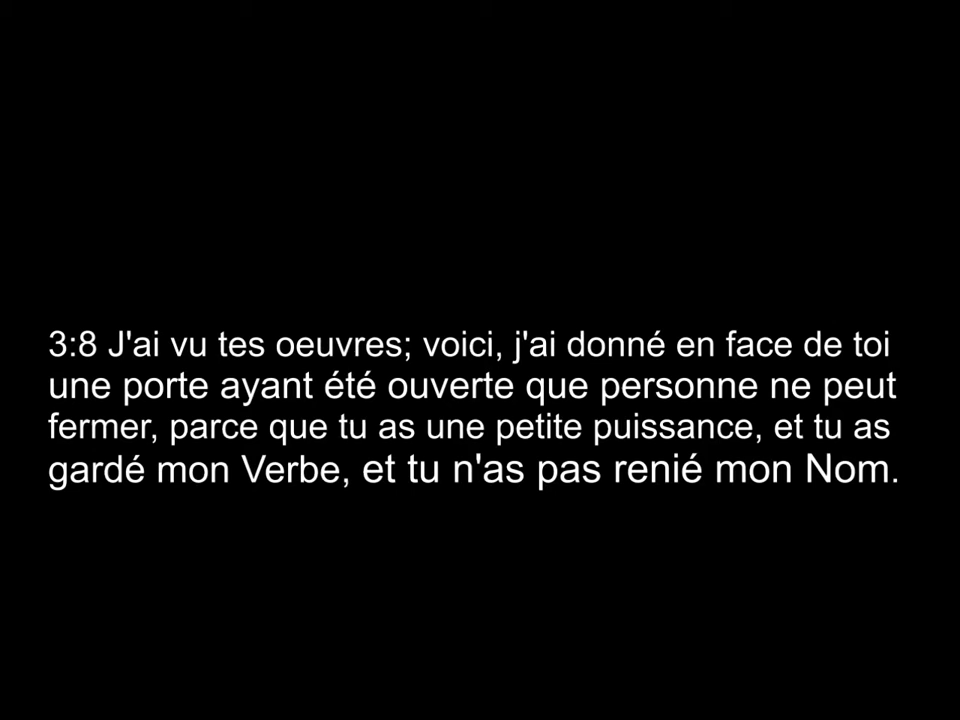 3:8 J'ai vu tes oeuvres; voici, j'ai donné en face de toi
une porte ayant été ouverte que personne ne peut
fermer, parce que tu as une petite puissance, et tu as
gardé mon Verbe, et tu n'as pas renié mon Nom.